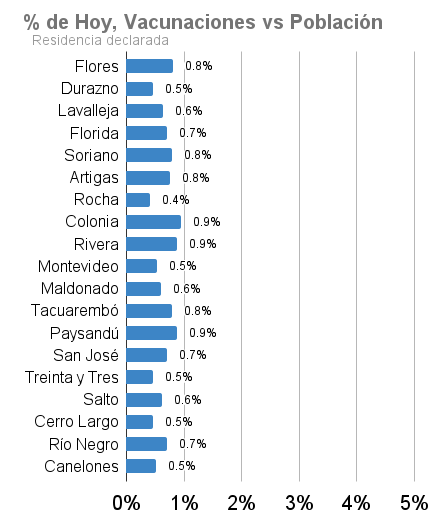 % de Hoy, Vacunaciones vs Población
Residencia declarada
Flores 0.8%
Durazno 0.5%
Lavalleja 0.6%
Florida 0.7%
Soriano 0.8%
Artigas 0.8%
Rocha 0.4%
Colonia 0.9%
Rivera 0.9%
Montevideo 0.5%
Maldonado 0.6%
Tacuarembó 0.8%
Paysandú 0.9%
San José 0.7%
Treinta y Tres 0.5%
Salto 0.6%
Cerro Largo 0.5%
Río Negro 0.7%
Canelones 0.5%
0% 1% 2% 3% 4% 5%